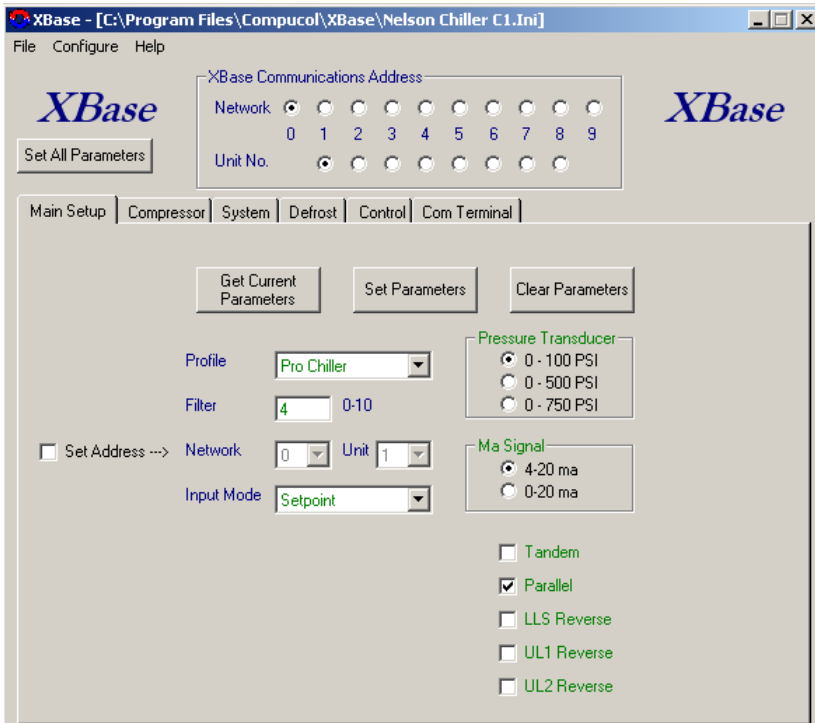 XBase - [C:\Program Files\Compucol\XBase\Nelson Chiller C1.Ini]
File Configure Help
XBase Communications Address
XBase
Network
XBase
0 1 2 3 4 5 6 7 8 9
Set All Parameters
Unit No.
Main Setup Compressor System Defrost Control Com Terminal
Get Current Parameters
Set Parameters
Clear Parameters
Pressure Transducer
Profile Pro Chiller
0 - 100 PSI
0 - 500 PSI
Filter 4 0-10
0 - 750 PSI
Set Address ---> Network 0 Unit 1
Ma Signal
4-20 ma
Input Mode Setpoint
0-20 ma
Tandem
Parallel
LLS Reverse
UL1 Reverse
UL2 Reverse